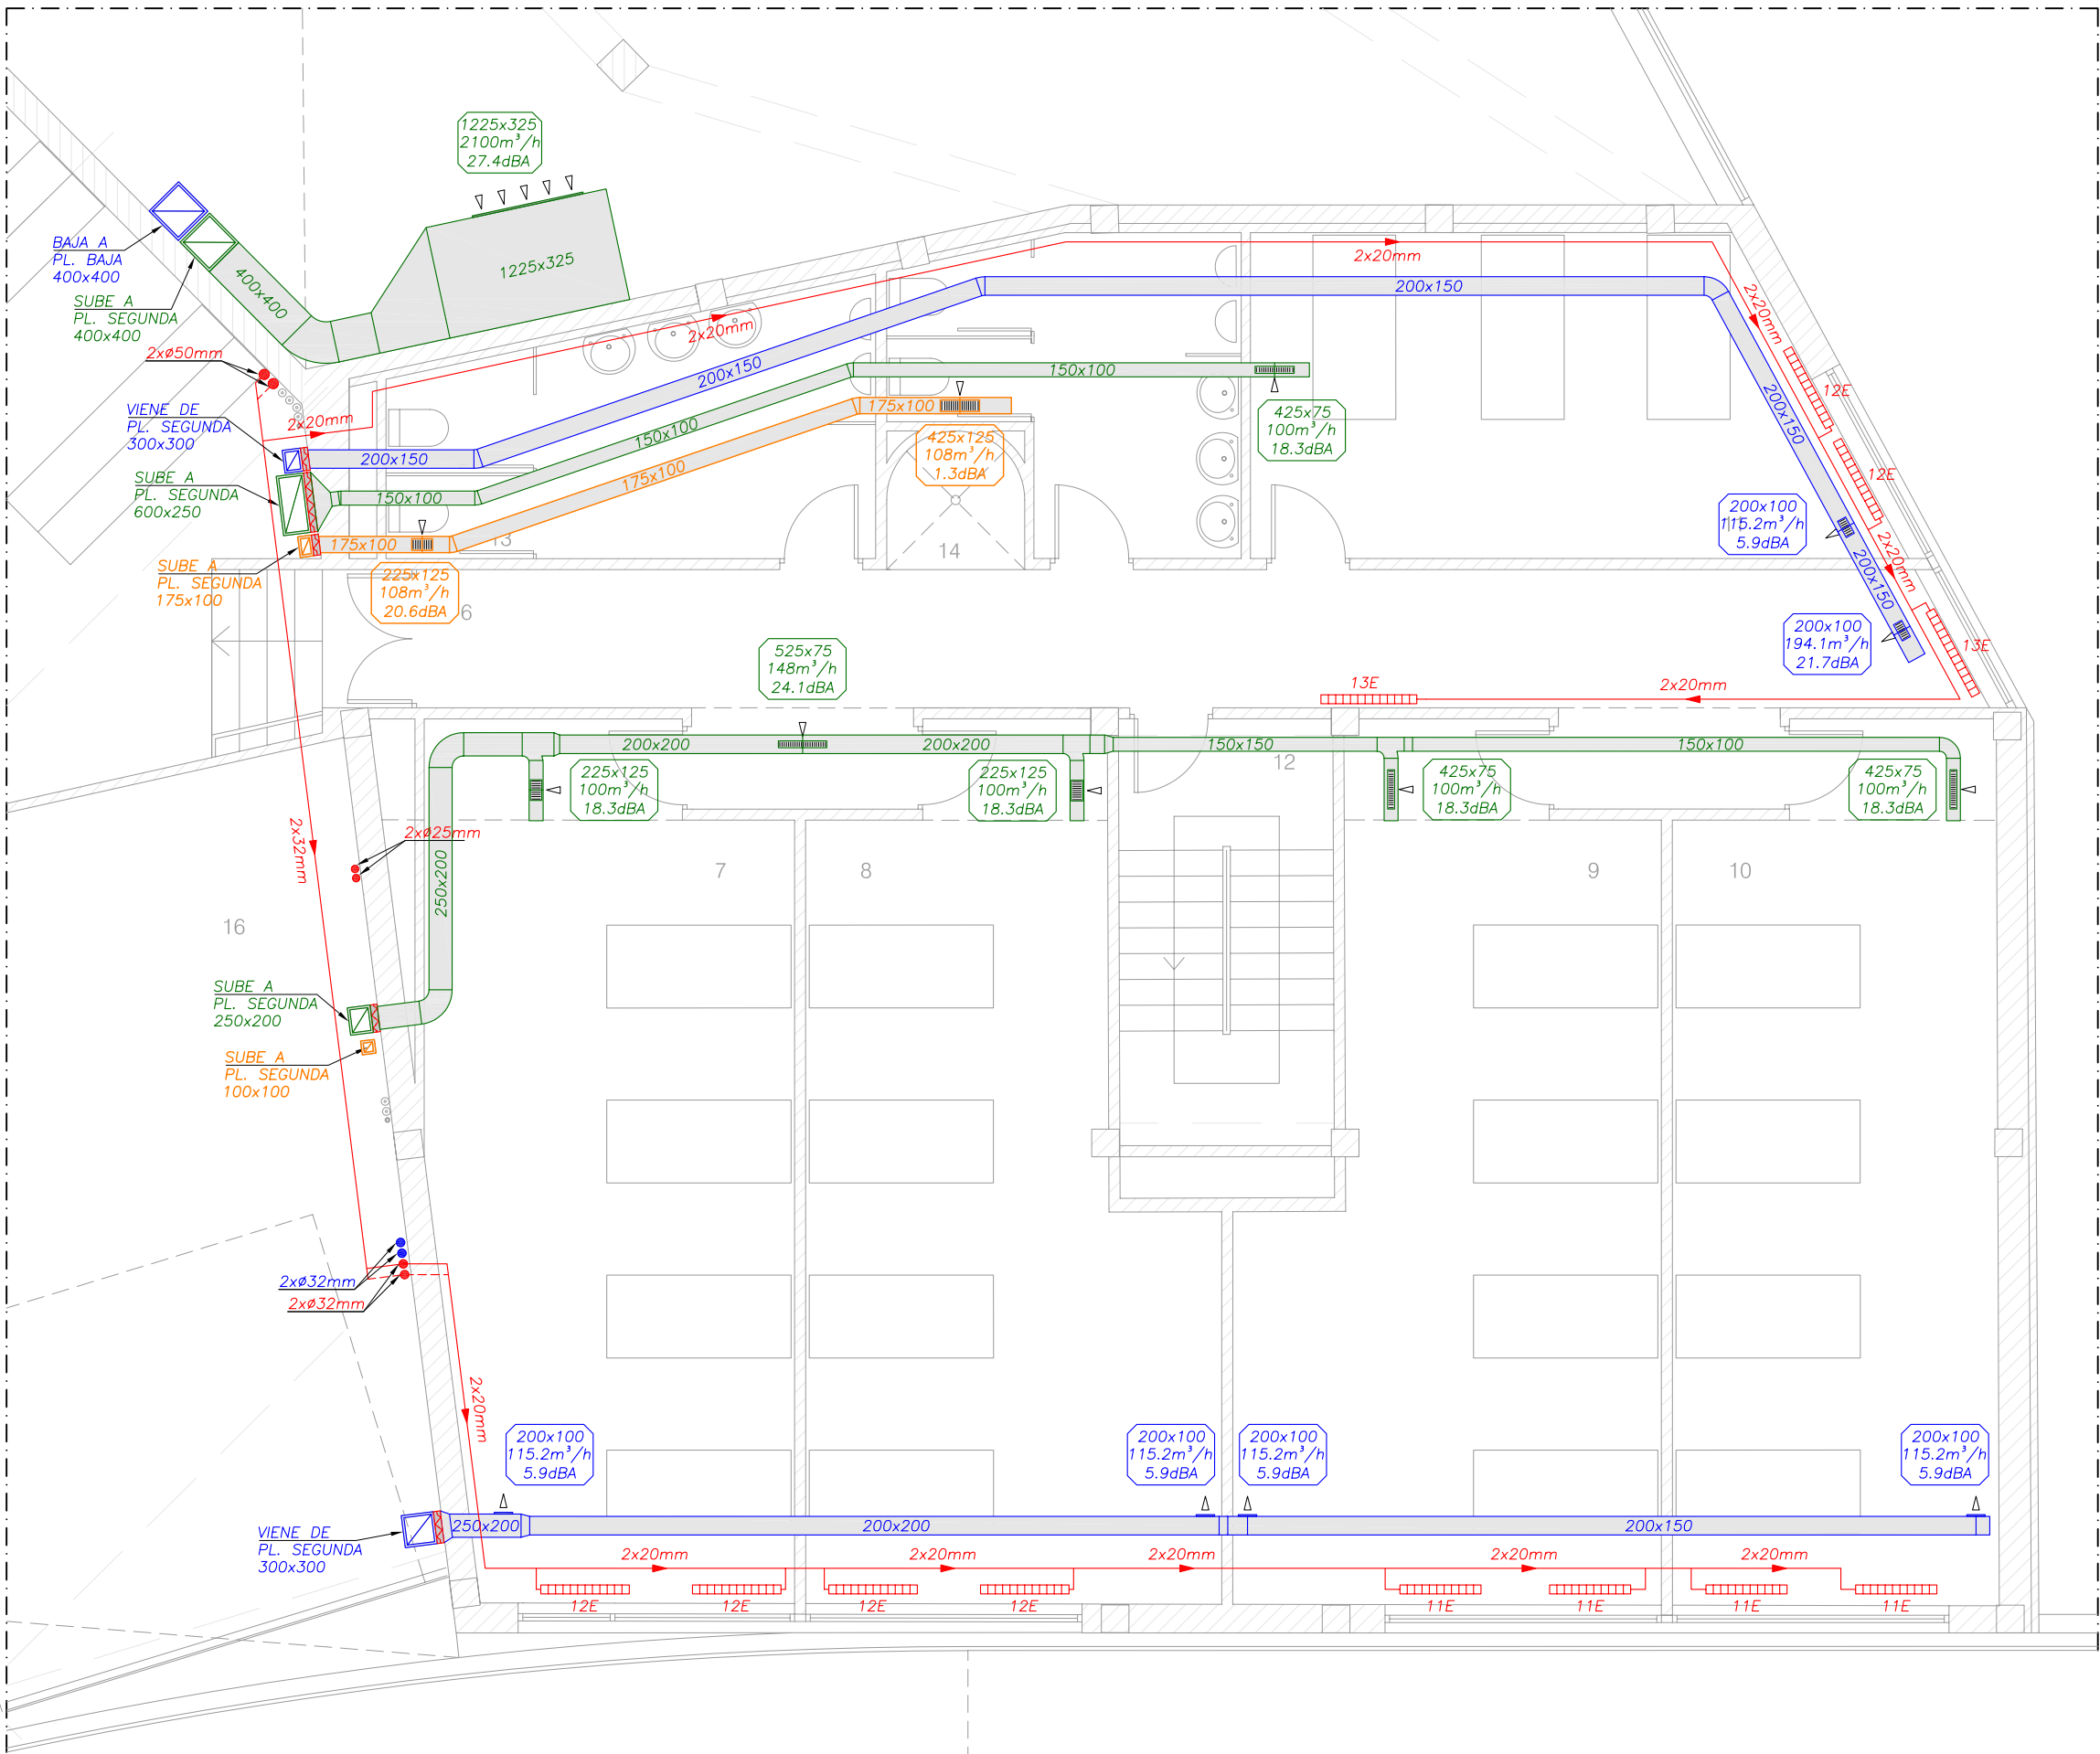 1225x325
2100m³/h
27.4dBA
1225x325
400x400
BAJA A
PL. BAJA
400x400
SUBE A
PL. SEGUNDA
400x400
2xø50mm
VIENE DE
PL. SEGUNDA
300x300
SUBE A
PL. SEGUNDA
600x250
SUBE A
PL. SEGUNDA
175x100
2x20mm
2x20mm
2x20mm
2x20mm
200x150
200x150
200x150
200x150
200x150
150x100
150x100
150x100
175x100
175x100
175x100
425x125
108m³/h
1.3dBA
425x75
100m³/h
18.3dBA
225x125
108m³/h
20.6dBA
13
14
6
12E
12E
2x20mm
13E
200x100
115.2m³/h
5.9dBA
200x100
194.1m³/h
21.7dBA
13E
2x20mm
525x75
148m³/h
24.1dBA
200x200
200x200
150x150
150x100
225x125
100m³/h
18.3dBA
225x125
100m³/h
18.3dBA
12
425x75
100m³/h
18.3dBA
425x75
100m³/h
18.3dBA
2x32mm
2xø25mm
250x200
7
8
9
10
16
SUBE A
PL. SEGUNDA
250x200
SUBE A
PL. SEGUNDA
100x100
2xø32mm
2xø32mm
2x20mm
200x100
115.2m³/h
5.9dBA
200x100
115.2m³/h
5.9dBA
200x100
115.2m³/h
5.9dBA
200x100
115.2m³/h
5.9dBA
VIENE DE
PL. SEGUNDA
300x300
250x200
200x200
200x150
2x20mm
2x20mm
2x20mm
2x20mm
2x20mm
12E
12E
12E
12E
11E
11E
11E
11E